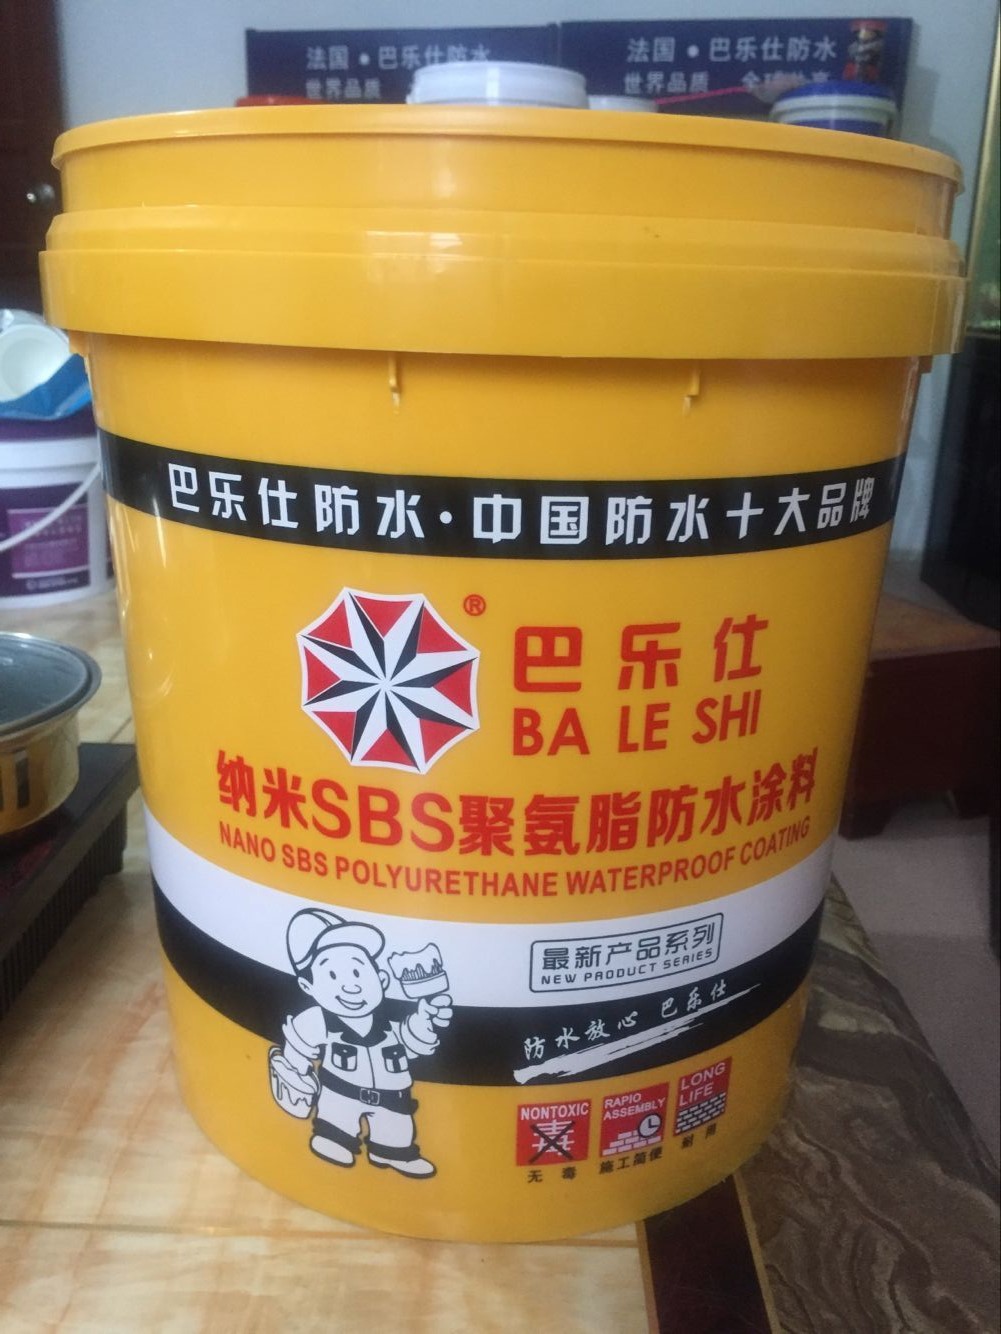 法国·巴乐仕防水
世界品质
法国·巴乐仕防水
世界品质
巴乐仕防水·中国防水十大品牌
®
巴乐仕
BA LE SHI
纳米SBS聚氨脂防水涂料
NANO SBS POLYURETHANE WATERPROOF COATING
最新产品系列
NEW PRODUCT SERIES
防水放心 巴乐仕
NONTOXIC
毒
无毒
RAPIO
ASSEMBLY
施工简便
LONG
LIFE